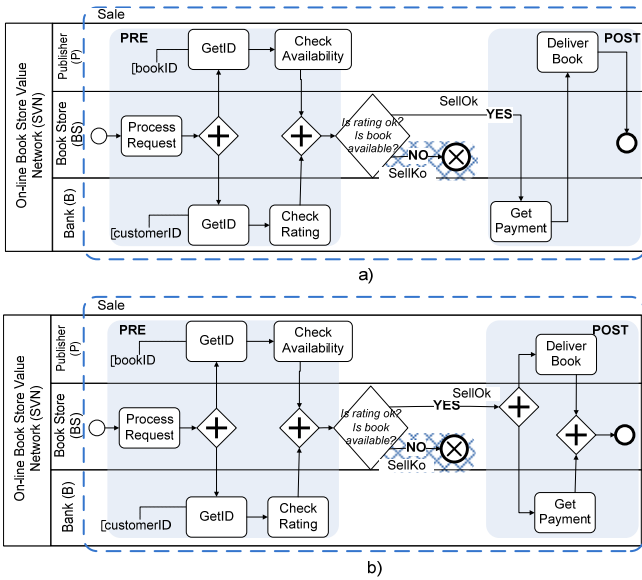 Sale
On-line Book Store Value
Network (SVN)
Publisher
(P)
Book Store
(BS)
Bank (B)
PRE
POST
GetID
Check
Availability
[bookID
Deliver
Book
Process
Request
Is rating ok?
Is book
available?
SellOk
YES
NO
SellKo
GetID
Check
Rating
[customerID
Get
Payment
a)
Sale
On-line Book Store Value
Network (SVN)
Publisher
(P)
Book Store
(BS)
Bank (B)
PRE
POST
GetID
Check
Availability
[bookID
Deliver
Book
Process
Request
Is rating ok?
Is book
available?
SellOk
YES
NO
SellKo
GetID
Check
Rating
[customerID
Get
Payment
b)